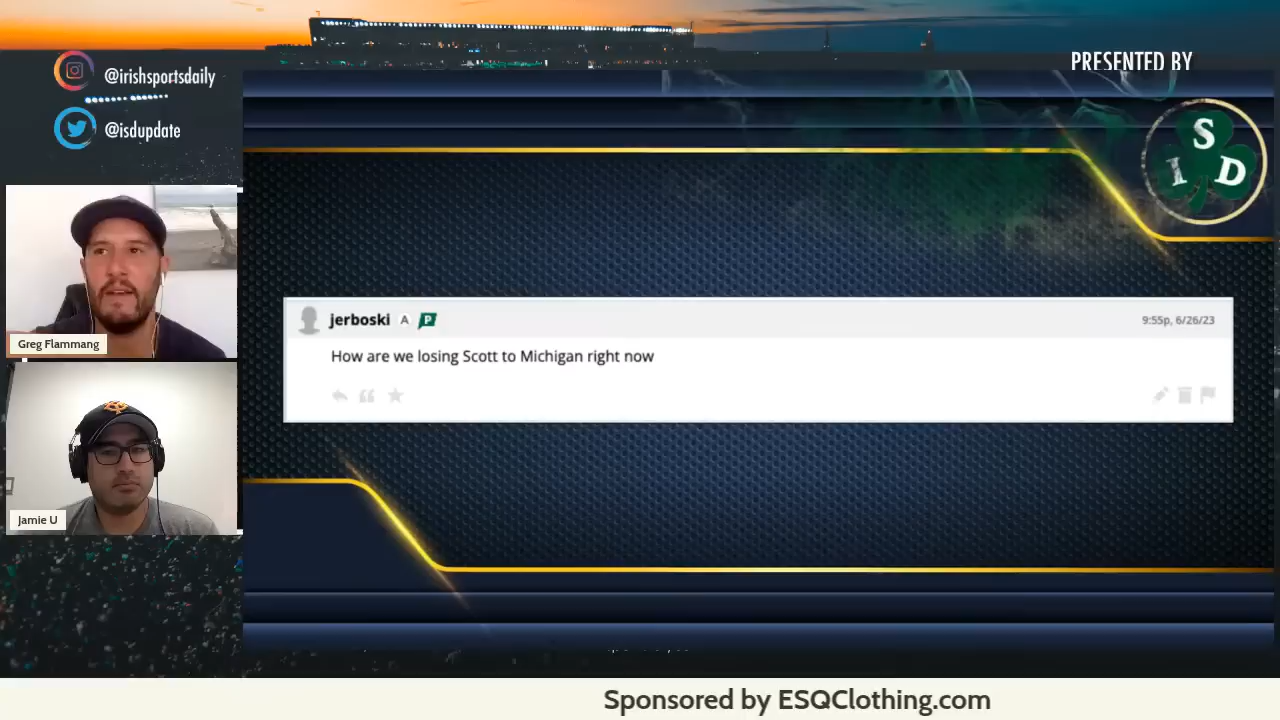 @irishsportsdaily
@isdupdate
PRESENTED BY
I S D
Greg Flammang
Jamie U
jerboski A P
9:55p, 6/26/23
How are we losing Scott to Michigan right now
Sponsored by ESQClothing.com